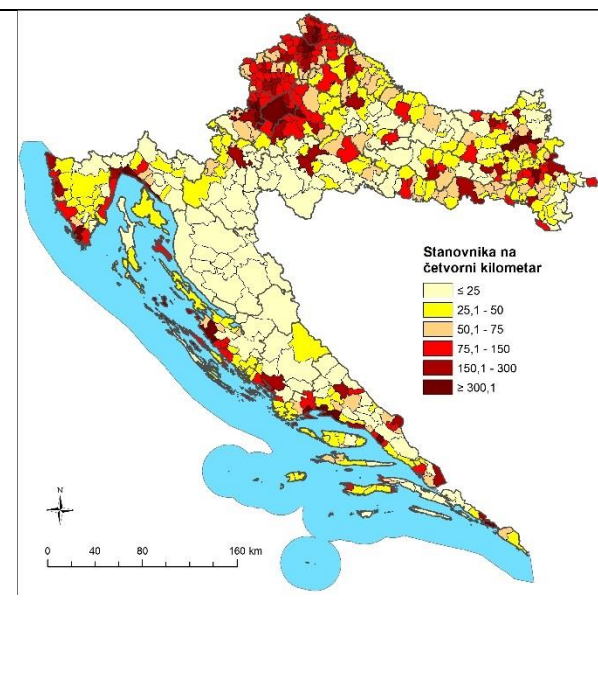 Stanovnika na
četvorni kilometar
≤ 25
25,1 - 50
50,1 - 75
75,1 - 150
150,1 - 300
≥ 300,1
N
0 40 80 160 km